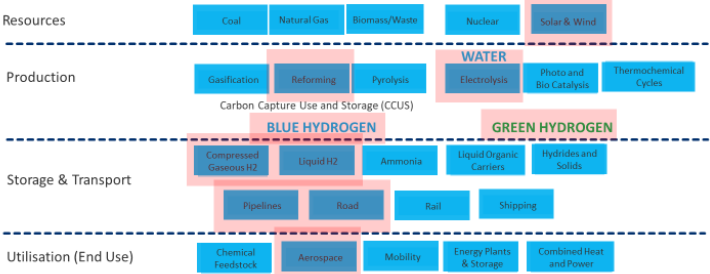 Resources
Coal
Natural Gas
Biomass/Waste
Nuclear
Solar & Wind
WATER
Production
Gasification
Reforming
Pyrolysis
Electrolysis
Photo and
Bio Catalysis
Thermochemical
Cycles
Carbon Capture Use and Storage (CCUS)
BLUE HYDROGEN
GREEN HYDROGEN
Storage & Transport
Compressed
Gaseous H2
Liquid H2
Ammonia
Liquid Organic
Carriers
Hydrides and
Solids
Pipelines
Road
Rail
Shipping
Utilisation (End Use)
Chemical
Feedstock
Aerospace
Mobility
Energy Plants
& Storage
Combined Heat
and Power